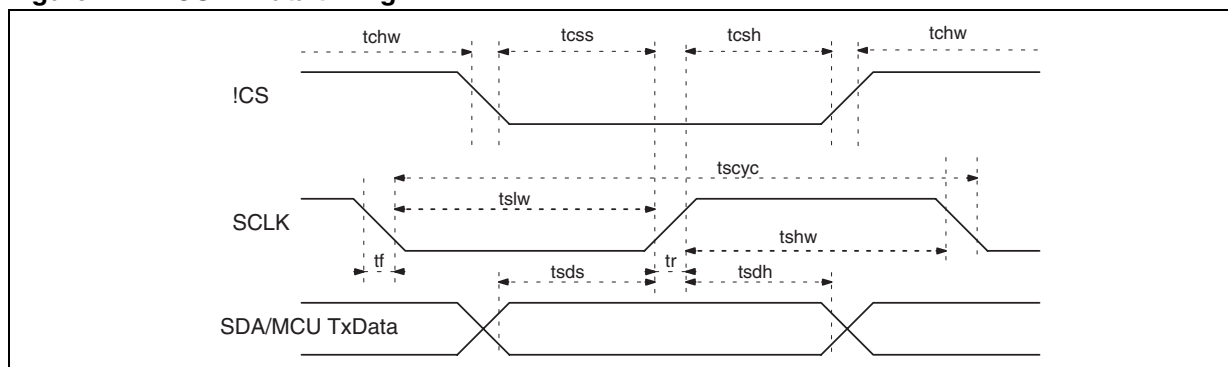 tchw tcss tcsh tchw
!CS
tscyc
tslw
SCLK
tshw
tf tr
tsds tsdh
SDA/MCU TxData